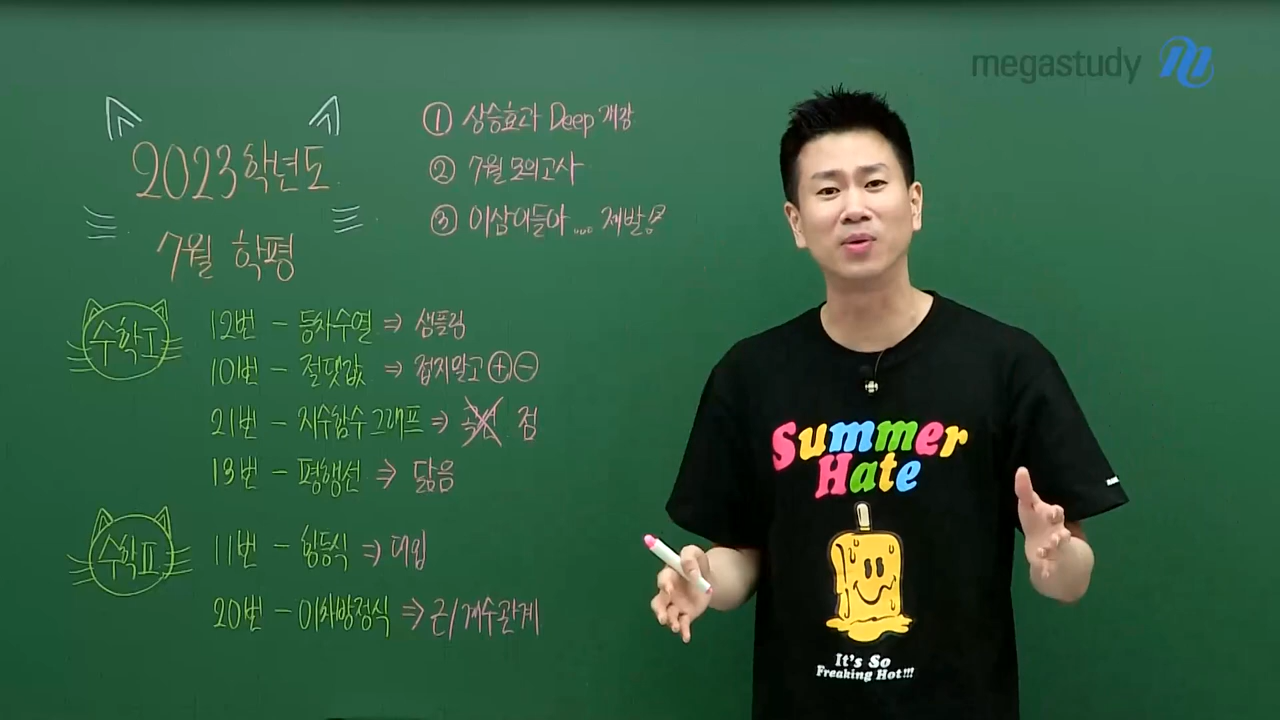 megastudy
2023학년도
7월 학평
① 상승효과 Deep 개강
② 7월 모의고사
③ 이삼이들아 ... 제발
수학Ⅰ
12번 - 등차수열 ⇒ 샘플링
10번 - 절댓값 ⇒ 접지말고 ⊕⊖
21번 - 지수함수 그래프 ⇒ 점
13번 - 평행선 ⇒ 닮음
수학Ⅱ
11번 - 항등식 ⇒ 대입
20번 - 이차방정식 ⇒ 근/계수관계
Summer
Hate
It's So
Freaking Hot!!!